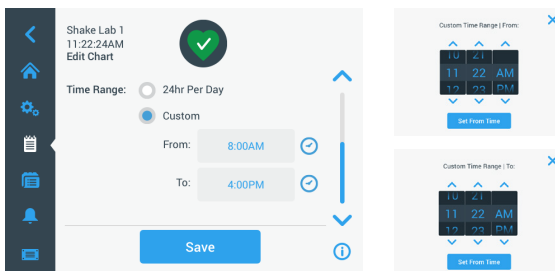 Shake Lab 1
11:22:24AM
Edit Chart
Time Range:
24hr Per Day
Custom
From:
8:00AM
To:
4:00PM
Save
Custom Time Range | From:
10 21
11 22 AM
12 23 PM
Set From Time
Custom Time Range | To:
10 21
11 22 AM
12 23 PM
Set From Time